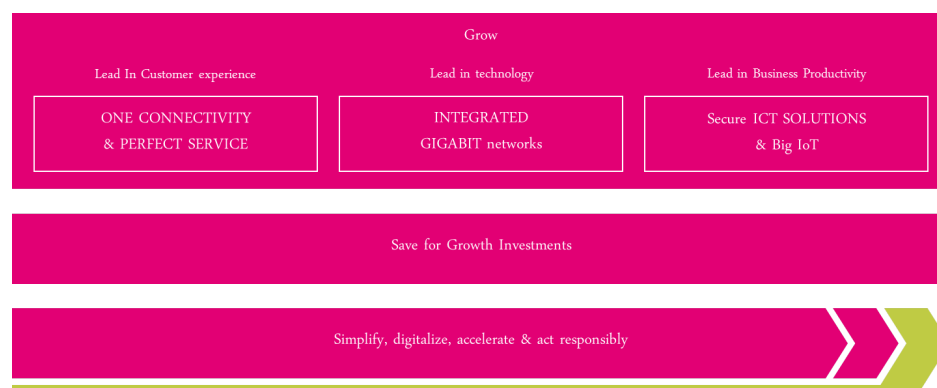 Grow
Lead In Customer experience
Lead in technology
Lead in Business Productivity
ONE CONNECTIVITY
& PERFECT SERVICE
INTEGRATED
GIGABIT networks
Secure ICT SOLUTIONS
& Big IoT
Save for Growth Investments
Simplify, digitalize, accelerate & act responsibly